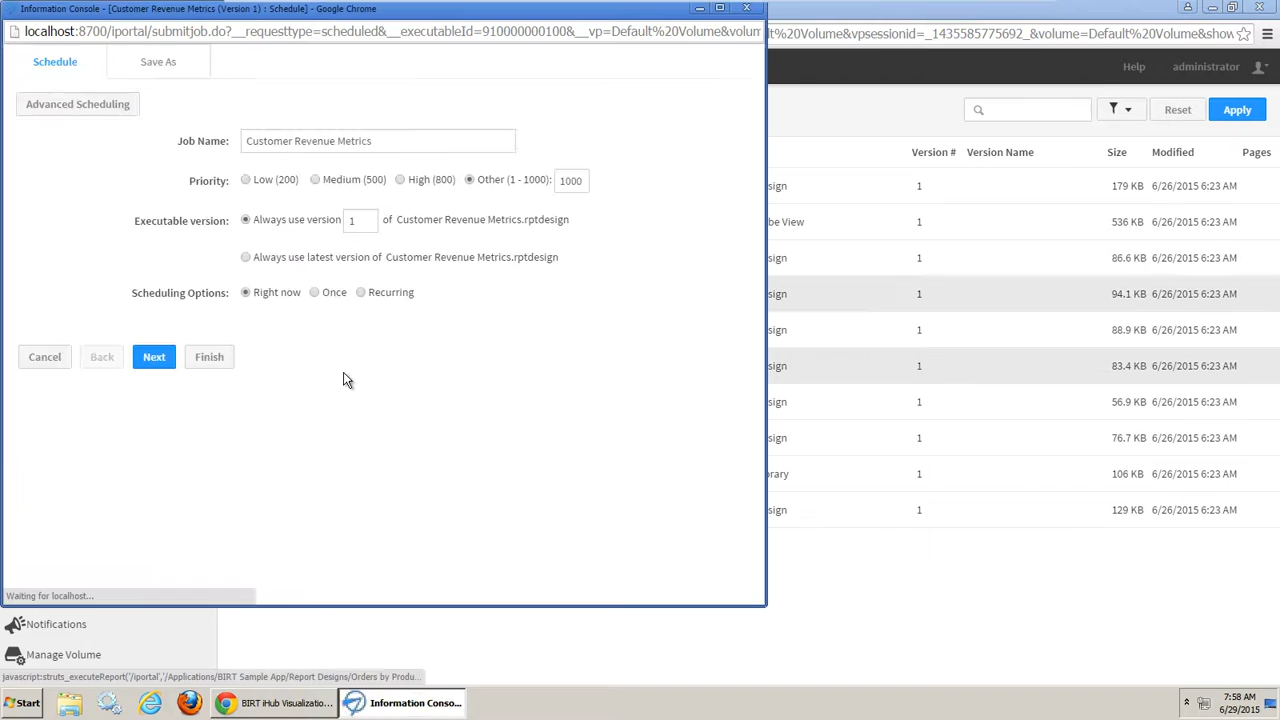 Information Console - [Customer Revenue Metrics (Version 1) : Schedule] - Google Chrome
localhost:8700/iportal/submitjob.do?__requesttype=scheduled&__executableId=910000000100&__vp=Default%20Volume&volum
lt%20Volume&vpsessionid=_1435585775692_&volume=Default%20Volume&show
Schedule Save As
Help administrator
Advanced Scheduling
Reset Apply
Job Name: Customer Revenue Metrics
Version # Version Name Size Modified Pages
Priority: Low (200) Medium (500) High (800) Other (1 - 1000): 1000
sign 1 179 KB 6/26/2015 6:23 AM
Executable version: Always use version 1 of Customer Revenue Metrics.rptdesign
be View 1 536 KB 6/26/2015 6:23 AM
Always use latest version of Customer Revenue Metrics.rptdesign
sign 1 86.6 KB 6/26/2015 6:23 AM
Scheduling Options: Right now Once Recurring
sign 1 94.1 KB 6/26/2015 6:23 AM
sign 1 88.9 KB 6/26/2015 6:23 AM
Cancel Back Next Finish
sign 1 83.4 KB 6/26/2015 6:23 AM
sign 1 56.9 KB 6/26/2015 6:23 AM
sign 1 76.7 KB 6/26/2015 6:23 AM
rary 1 106 KB 6/26/2015 6:23 AM
sign 1 129 KB 6/26/2015 6:23 AM
Waiting for localhost...
Notifications
Manage Volume
javascript:struts_executeReport('/iportal','/Applications/BIRT Sample App/Report Designs/Orders by Produ...
Start BIRT iHub Visualizatio... Information Conso... 7:58 AM
6/29/2015